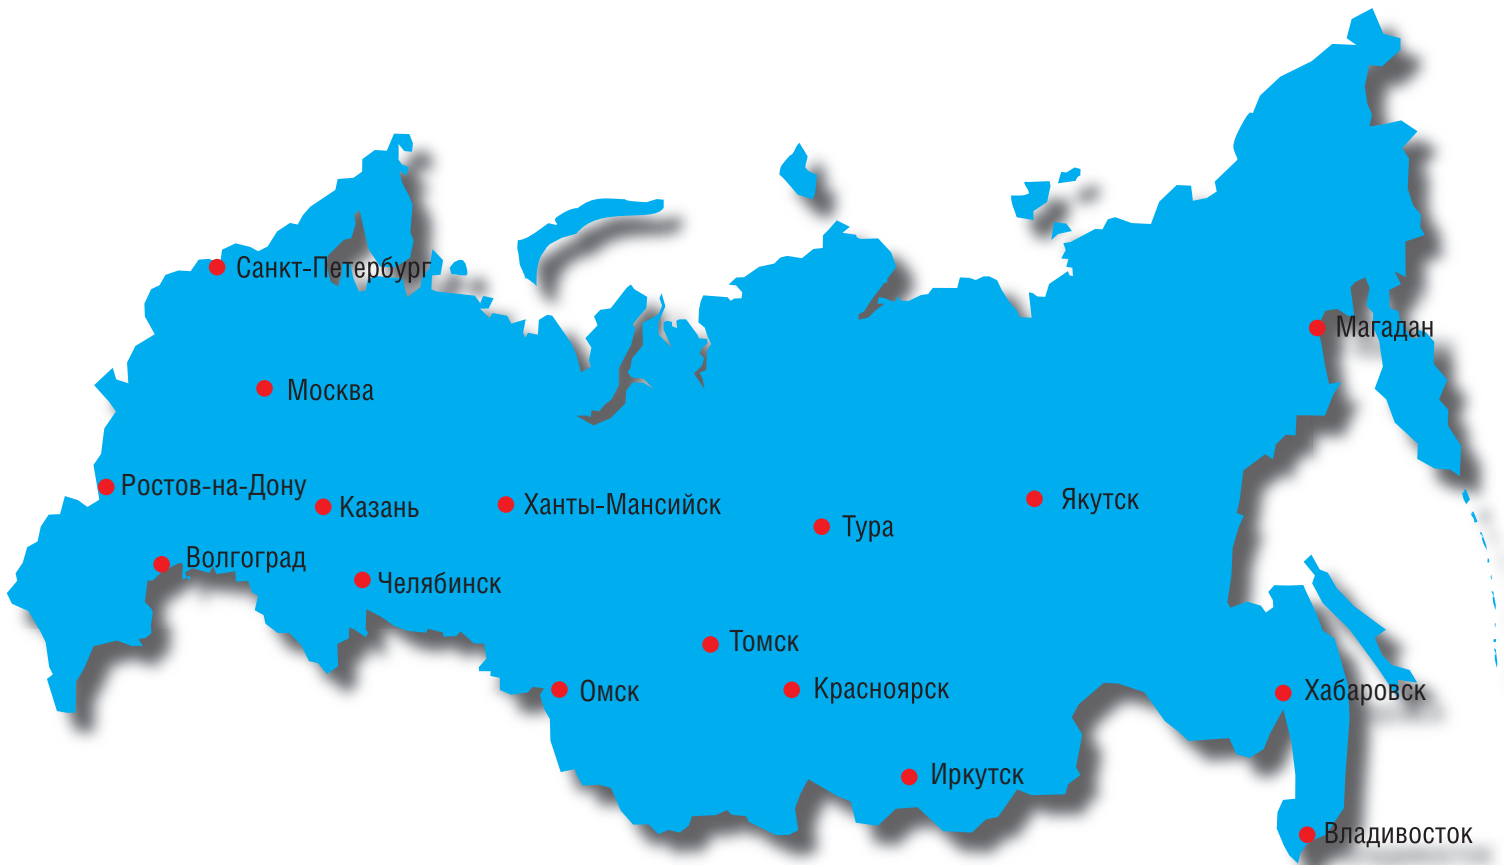 Санкт-Петербург
Магадан
Москва
Ростов-на-Дону
Казань
Ханты-Мансийск
Якутск
Тура
Волгоград
Челябинск
Томск
Омск
Красноярск
Хабаровск
Иркутск
Владивосток